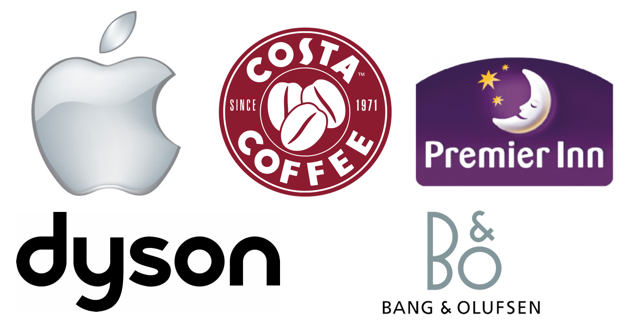 COSTA
™
SINCE 1971
COFFEE
Premier Inn
dyson
B&O
BANG & OLUFSEN